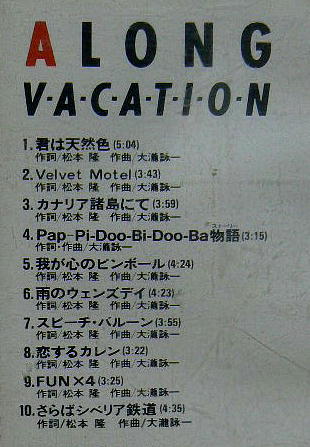 A LONG
V·A·C·A·T·I·O·N
1. 君は天然色(5:04)
作詞/松本 隆 作曲/大瀧詠一
2. Velvet Motel(3:43)
作詞/松本 隆 作曲/大瀧詠一
3. カナリア諸島にて(3:59)
作詞/松本 隆 作曲/大瀧詠一
ストーリー
4. Pap-Pi-Doo-Bi-Doo-Ba物語(3:15)
作詞・作曲/大瀧詠一
5. 我が心のピンボール(4:24)
作詞/松本 隆 作曲/大瀧詠一
6. 雨のウェンズデイ(4:23)
作詞/松本 隆 作曲/大瀧詠一
7. スピーチ・バルーン(3:55)
作詞/松本 隆 作曲/大瀧詠一
8. 恋するカレン(3:22)
作詞/松本 隆 作曲/大瀧詠一
9. FUN×4(3:25)
作詞/松本 隆 作曲/大瀧詠一
10. さらばシベリア鉄道(4:35)
作詞/松本 隆 作曲/大瀧詠一